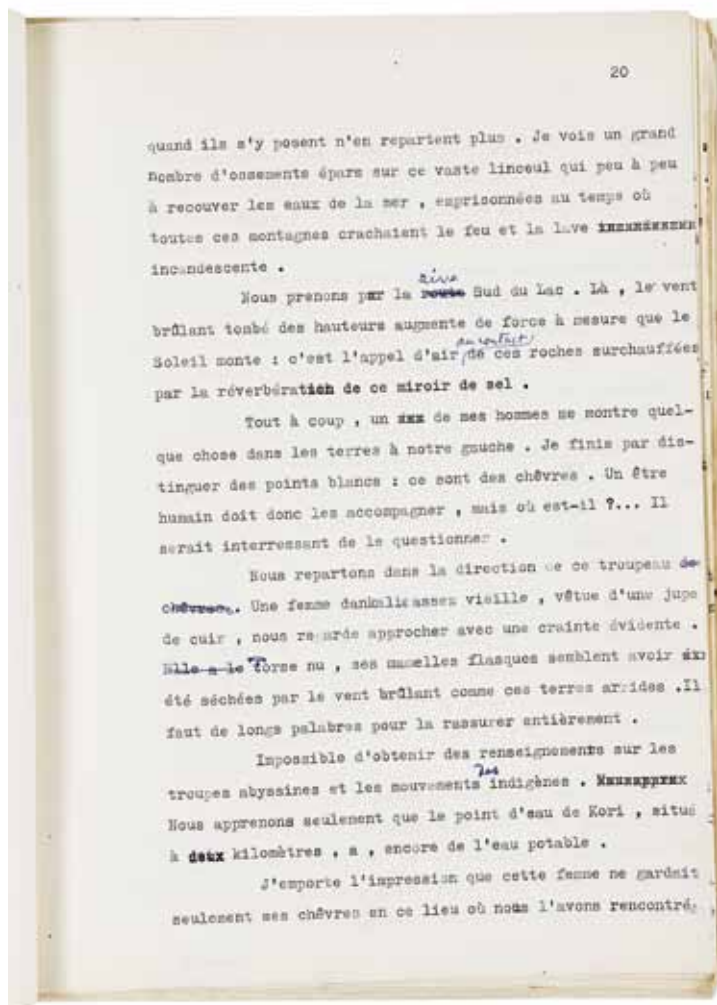 20
quand ils s'y posent n'en repartent plus . Je vois un grand
nombre d'ossements épars sur ce vaste linceul qui peu à peu
à recouver les eaux de la mer , emprisonnées au temps où
toutes ces montagnes crachaient le feu et la lave
incandescente .
rive
Nous prenons par la route Sud du Lac . Là , le vent
brûlant tombé des hauteurs augmente de force à mesure que le
au contact
Soleil monte : c'est l'appel d'air de ces roches surchauffées
par la réverbération de ce miroir de sel .
Tout à coup , un de mes hommes me montre quel-
que chose dans les terres à notre gauche . Je finis par dis-
tinguer des points blancs : ce sont des chêvres . Un être
humain doit donc les accompagner , mais où est-il ?... Il
serait interressant de le questionner .
Nous repartons dans la direction de ce troupeau de
chêvres. Une femme dankali assez vieille , vêtue d'une jupe
de cuir , nous regarde approcher avec une crainte évidente .
Elle a le torse nu , ses mamelles flasques semblent avoir
été séchées par le vent brûlant comme ces terres arrides .Il
faut de longs palabres pour la rassurer entièrement .
Impossible d'obtenir des renseignements sur les
des
troupes abyssines et les mouvements indigènes .
Nous apprenons seulement que le point d'eau de Kori , situé
à deux kilomètres , a , encore de l'eau potable .
J'emporte l'impression que cette femme ne gardait
seulement ses chêvres en ce lieu où nous l'avons rencontré